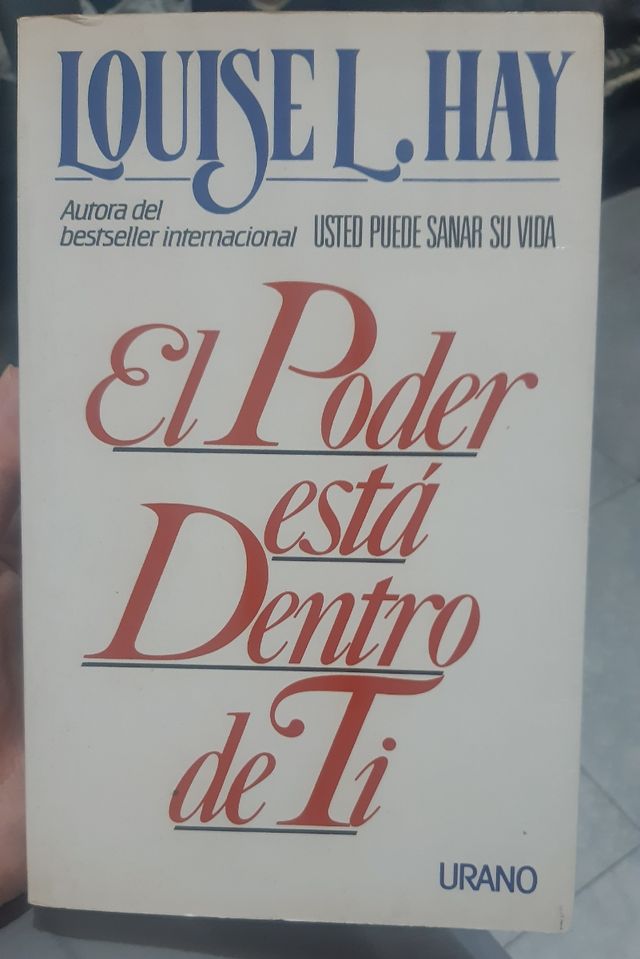 LOUISE L. HAY
Autora del
bestseller internacional USTED PUEDE SANAR SU VIDA
El Poder
está
Dentro
de Ti
URANO